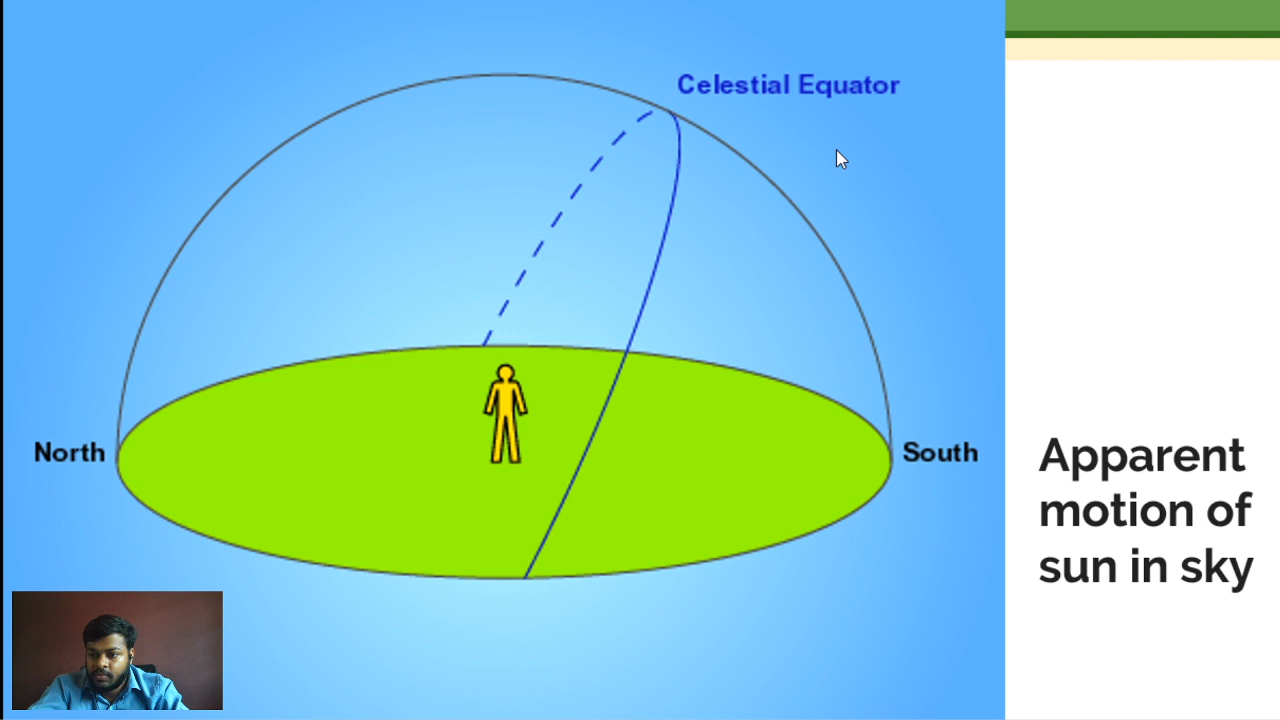 Celestial Equator
North
South
Apparent
motion of
sun in sky